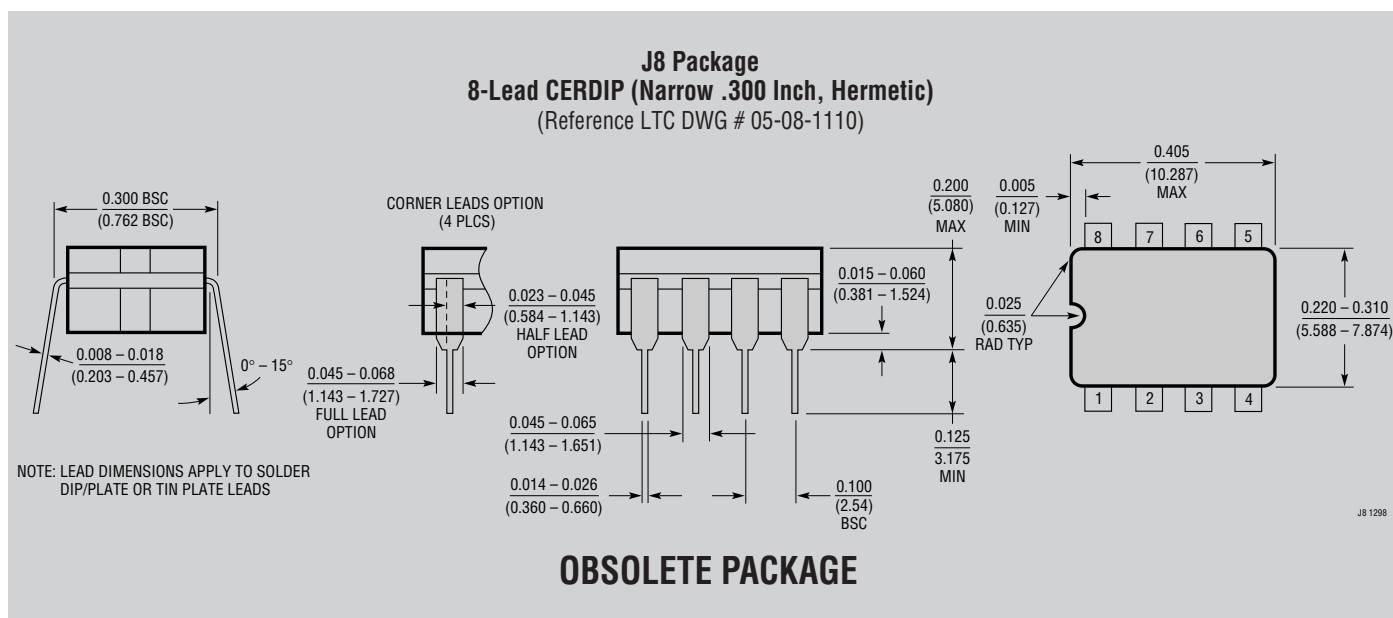 J8 Package
8-Lead CERDIP (Narrow .300 Inch, Hermetic)
(Reference LTC DWG # 05-08-1110)
0.300 BSC
(0.762 BSC)
0.008 – 0.018
(0.203 – 0.457)
0° – 15°
NOTE: LEAD DIMENSIONS APPLY TO SOLDER
DIP/PLATE OR TIN PLATE LEADS
CORNER LEADS OPTION
(4 PLCS)
0.023 – 0.045
(0.584 – 1.143)
HALF LEAD
OPTION
0.045 – 0.068
(1.143 – 1.727)
FULL LEAD
OPTION
0.200
(5.080)
MAX
0.015 – 0.060
(0.381 – 1.524)
0.045 – 0.065
(1.143 – 1.651)
0.014 – 0.026
(0.360 – 0.660)
0.100
(2.54)
BSC
0.125
3.175
MIN
0.005
(0.127)
MIN
0.405
(10.287)
MAX
8 7 6 5
0.025
(0.635)
RAD TYP
0.220 – 0.310
(5.588 – 7.874)
1 2 3 4
J8 1298
OBSOLETE PACKAGE